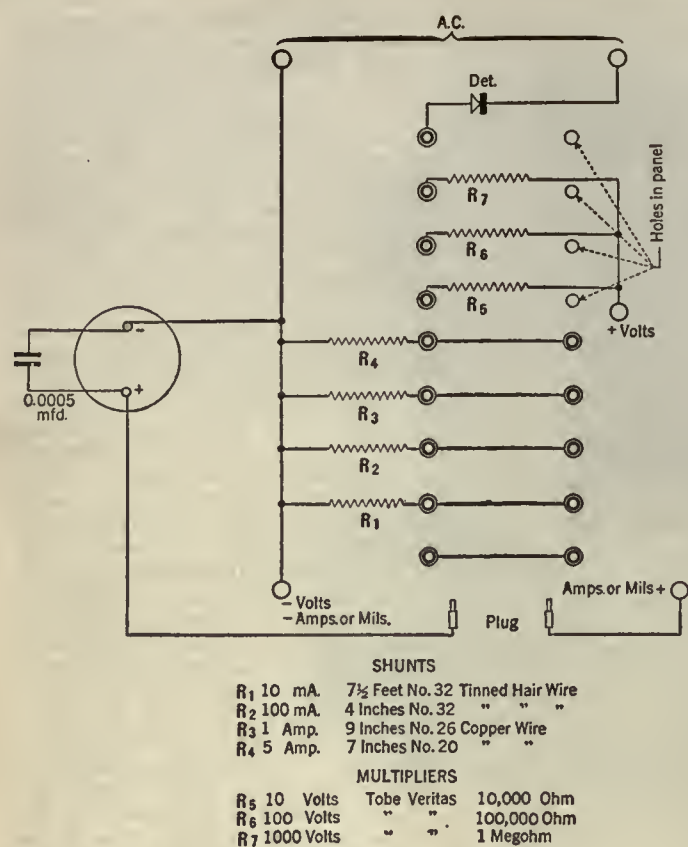 A.C.
Det.
R7
R6
R5
Holes in panel
+ Volts
- +
0.0005
mfd.
R4
R3
R2
R1
- Volts
- Amps. or Mils.
Plug
Amps. or Mils +
SHUNTS
R1 10 mA. 7½ Feet No. 32 Tinned Hair Wire
R2 100 mA. 4 Inches No. 32 " " "
R3 1 Amp. 9 Inches No. 26 Copper Wire
R4 5 Amp. 7 Inches No. 20 " "
MULTIPLIERS
R5 10 Volts Tobe Veritas 10,000 Ohm
R6 100 Volts " " . 100,000 Ohm
R7 1000 Volts " " 1 Megohm